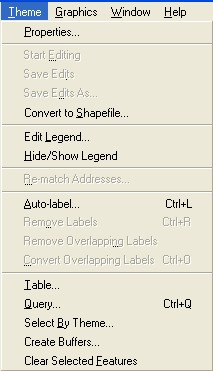 Theme Graphics Window Help
Properties...
Start Editing
Save Edits
Save Edits As...
Convert to Shapefile...
Edit Legend...
Hide/Show Legend
Re-match Addresses...
Auto-label... Ctrl+L
Remove Labels Ctrl+R
Remove Overlapping Labels
Convert Overlapping Labels Ctrl+O
Table...
Query... Ctrl+Q
Select By Theme...
Create Buffers...
Clear Selected Features